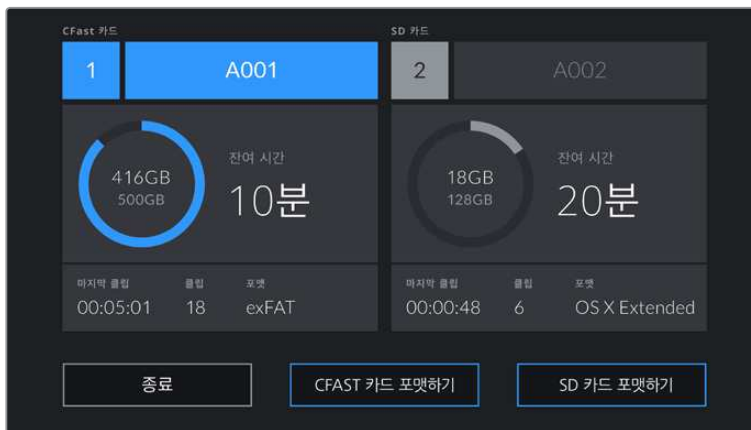 CFast 카드
1
A001
416GB
500GB
잔여 시간
10분
마지막 클립 클립 포맷
00:05:01 18 exFAT
SD 카드
2
A002
18GB
128GB
잔여 시간
20분
마지막 클립 클립 포맷
00:00:48 6 OS X Extended
종료
CFAST 카드 포맷하기
SD 카드 포맷하기